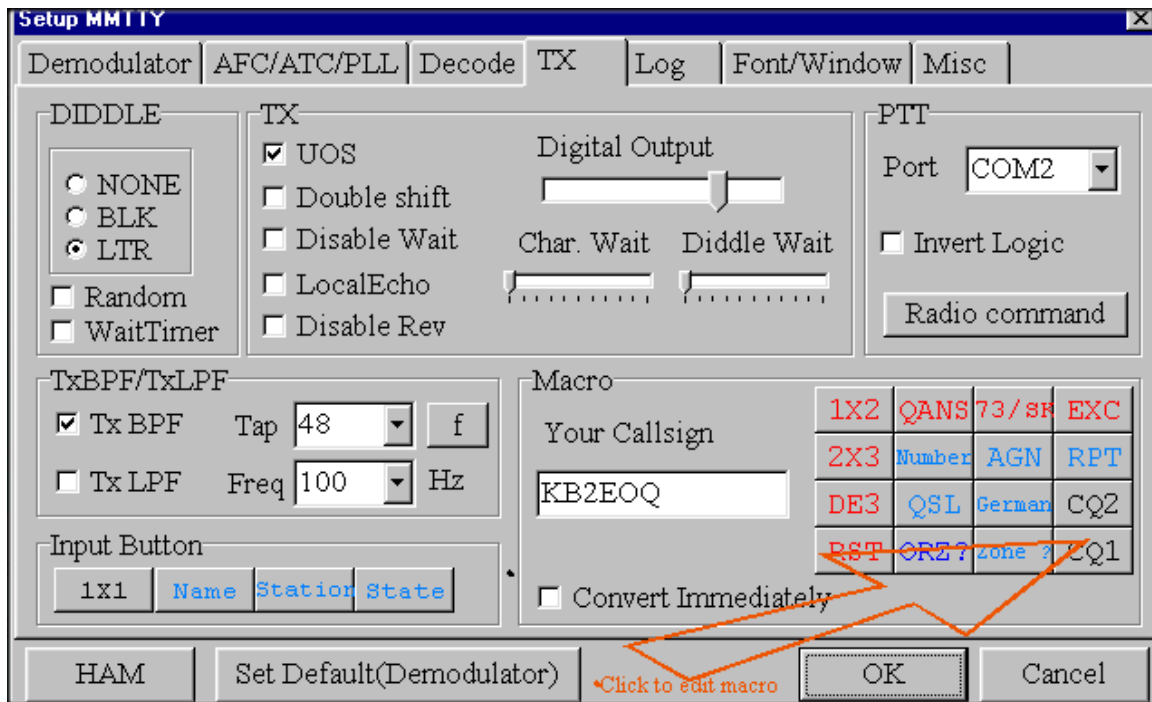 Setup MMTTY
Demodulator AFC/ATC/PLL Decode TX Log Font/Window Misc
DIDDLE
NONE
BLK
LTR
Random
WaitTimer
TX
UOS
Double shift
Disable Wait
LocalEcho
Disable Rev
Digital Output
Char. Wait Diddle Wait
PTT
Port COM2
Invert Logic
Radio command
TxBPF/TxLPF
Tx BPF Tap 48 f
Tx LPF Freq 100 Hz
Input Button
1X1 Name Station State
Macro
Your Callsign
KB2EOQ
Convert Immediately
1X2 QANS 73/SK EXC
2X3 Number AGN RPT
DE3 QSL German CQ2
RST QRZ? Zone ? CQ1
HAM Set Default(Demodulator) •Click to edit macro OK Cancel